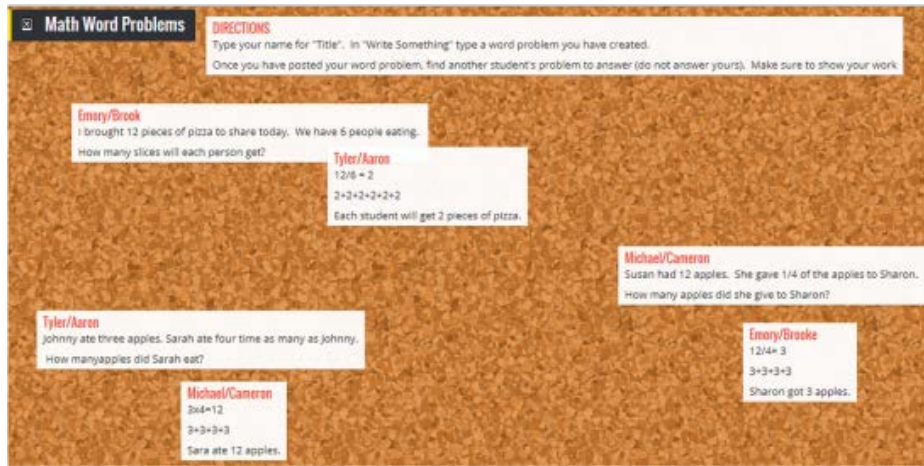 Math Word Problems
DIRECTIONS
Type your name for "Title". In "Write Something" type a word problem you have created.
Once you have posted your word problem, find another student's problem to answer (do not answer yours). Make sure to show your work
Emory/Brook
I brought 12 pieces of pizza to share today. We have 6 people eating.
How many slices will each person get?
Tyler/Aaron
12/6 = 2
2+2+2+2+2+2
Each student will get 2 pieces of pizza.
Michael/Cameron
Susan had 12 apples. She gave 1/4 of the apples to Sharon.
How many apples did she give to Sharon?
Tyler/Aaron
Johnny ate three apples. Sarah ate four time as many as Johnny.
How manyapples did Sarah eat?
Emory/Brooke
12/4= 3
3+3+3+3
Sharon got 3 apples.
Michael/Cameron
3x4=12
3+3+3+3
Sara ate 12 apples.